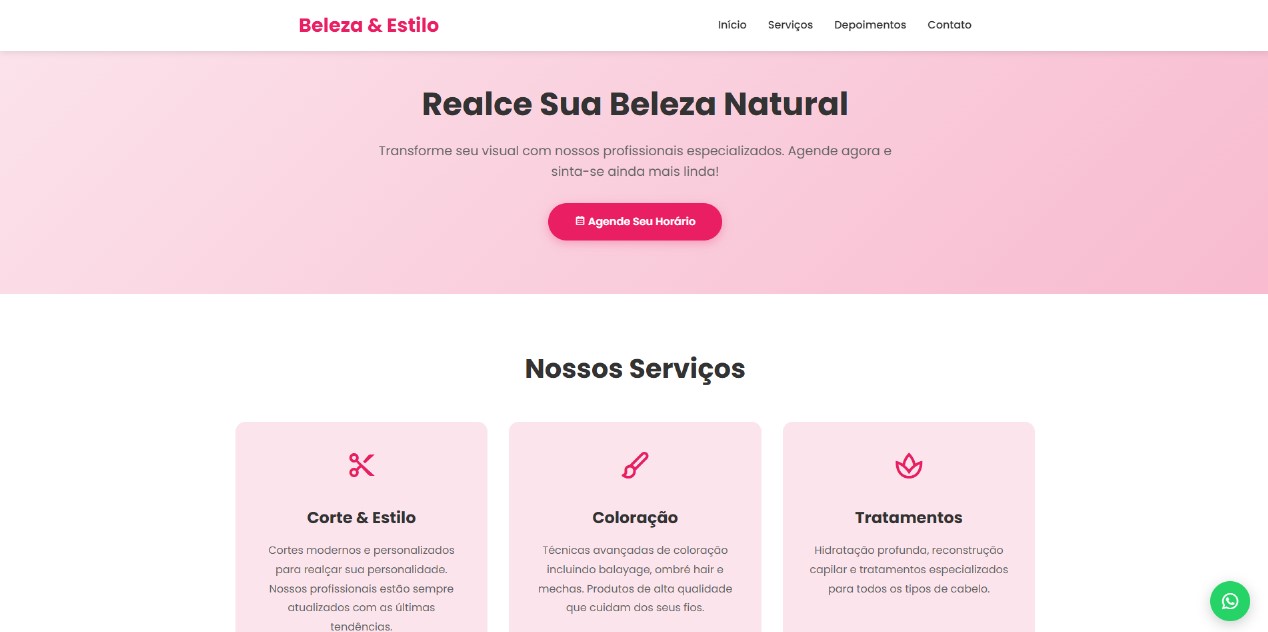 Beleza & Estilo
Início
Serviços
Depoimentos
Contato
Realce Sua Beleza Natural
Transforme seu visual com nossos profissionais especializados. Agende agora e
sinta-se ainda mais linda!
Agende Seu Horário
Nossos Serviços
Corte & Estilo
Cortes modernos e personalizados
para realçar sua personalidade.
Nossos profissionais estão sempre
atualizados com as últimas
tendências.
Coloração
Técnicas avançadas de coloração
incluindo balayage, ombré hair e
mechas. Produtos de alta qualidade
que cuidam dos seus fios.
Tratamentos
Hidratação profunda, reconstrução
capilar e tratamentos especializados
para todos os tipos de cabelo.